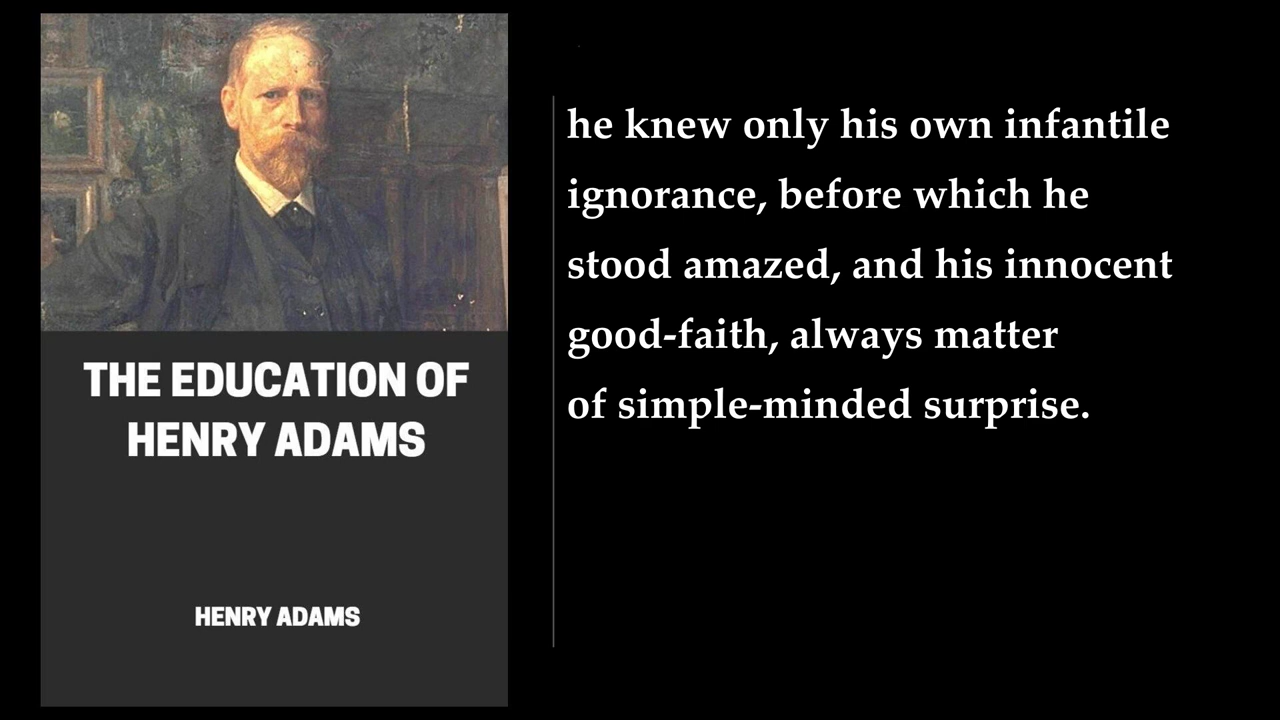 THE EDUCATION OF
HENRY ADAMS
HENRY ADAMS
he knew only his own infantile
ignorance, before which he
stood amazed, and his innocent
good-faith, always matter
of simple-minded surprise.